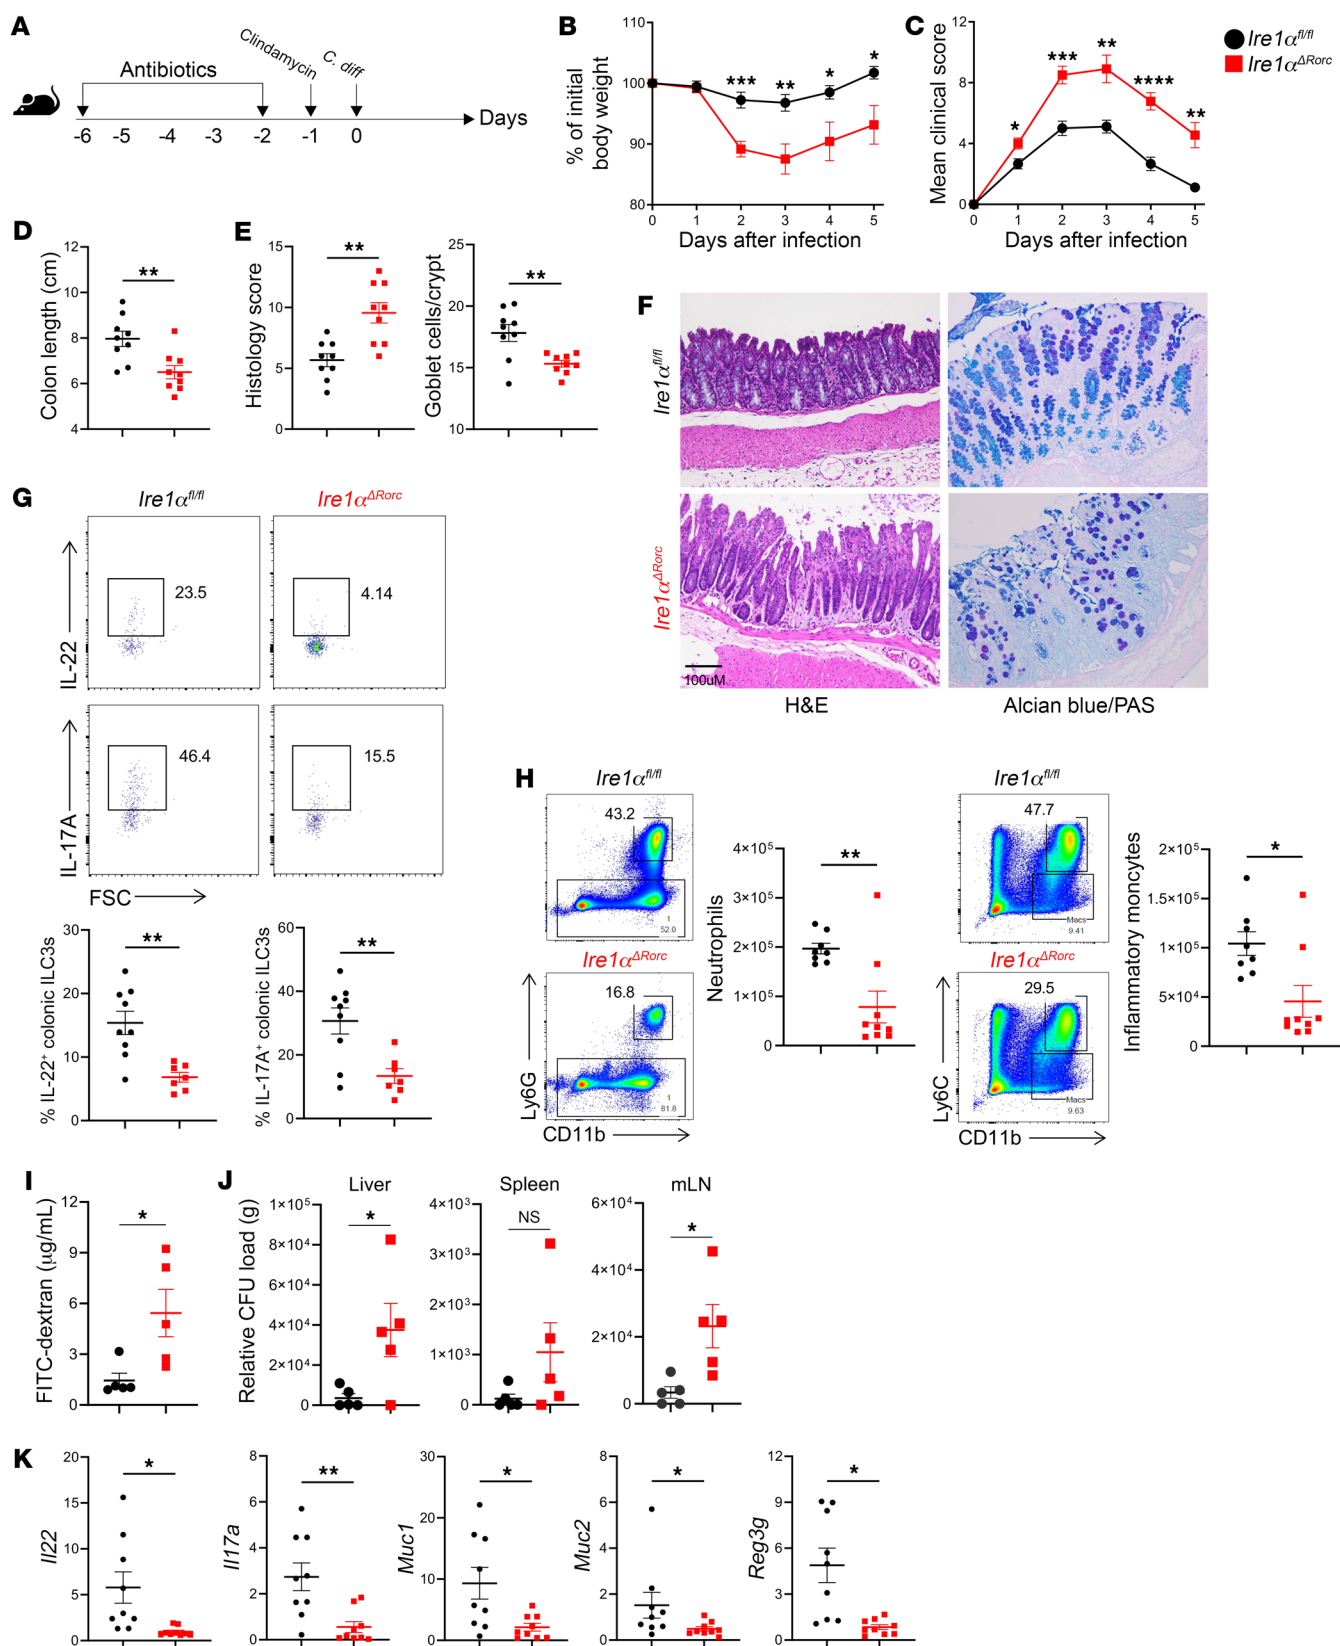 A
Antibiotics
Clindamycin
C. diff
-6 -5 -4 -3 -2 -1 0
Days
B
% of initial
body weight
110
100
90
80
*** ** * *
0 1 2 3 4 5
Days after infection
C
Mean clinical score
12
8
4
0
* *** ** **** **
0 1 2 3 4 5
Days after infection
Ire1α^fl/fl
Ire1α^ΔRorc
D
Colon length (cm)
12
10
8
6
4
**
E
Histology score
15
10
5
0
**
Goblet cells/crypt
25
20
15
10
**
F
Ire1α^fl/fl
Ire1α^ΔRorc
100uM
H&E
Alcian blue/PAS
G
Ire1α^fl/fl
Ire1α^ΔRorc
IL-22
23.5
4.14
IL-17A
46.4
15.5
FSC
% IL-22⁺ colonic ILC3s
30
20
10
0
**
% IL-17A⁺ colonic ILC3s
60
40
20
0
**
H
Ire1α^fl/fl
43.2
1
52.0
Ire1α^ΔRorc
16.8
1
81.8
Ly6G
CD11b
Neutrophils
4×10⁵
3×10⁵
2×10⁵
1×10⁵
0
**
Ire1α^fl/fl
47.7
Macs
9.41
Ire1α^ΔRorc
29.5
Macs
9.63
Ly6C
CD11b
Inflammatory moncytes
2×10⁵
1.5×10⁵
1×10⁵
5×10⁴
0
*
I
FITC-dextran (µg/mL)
12
9
6
3
0
*
J
Relative CFU load (g)
Liver
1×10⁵
8×10⁴
6×10⁴
4×10⁴
2×10⁴
0
*
Spleen
4×10³
3×10³
2×10³
1×10³
0
NS
mLN
6×10⁴
4×10⁴
2×10⁴
0
*
K
Il22
20
15
10
5
0
*
Il17a
8
6
4
2
0
**
Muc1
30
20
10
0
*
Muc2
6
4
2
0
*
Reg3g
12
9
6
3
0
*